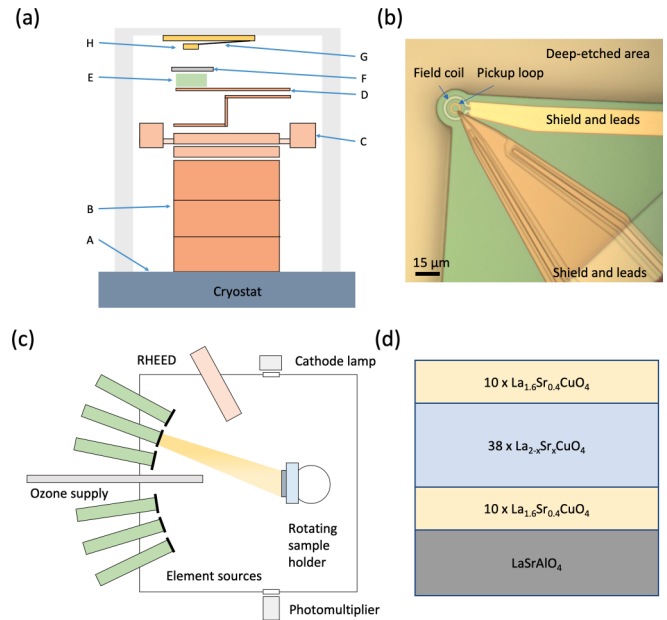 (a)
H
G
E
F
D
C
B
A
Cryostat
(b)
Deep-etched area
Field coil
Pickup loop
Shield and leads
15 μm
Shield and leads
(c)
RHEED
Cathode lamp
Ozone supply
Rotating
sample
holder
Element sources
Photomultiplier
(d)
10 x La₁.₆Sr₀.₄CuO₄
38 x La₂₋ₓSrₓCuO₄
10 x La₁.₆Sr₀.₄CuO₄
LaSrAlO₄